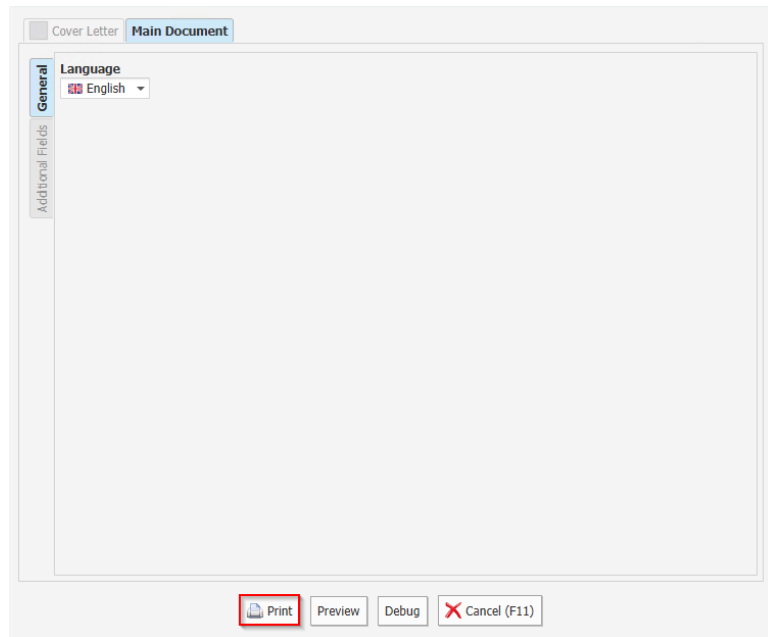 Cover Letter Main Document
General
Language
English
Additional Fields
Print Preview Debug Cancel (F11)